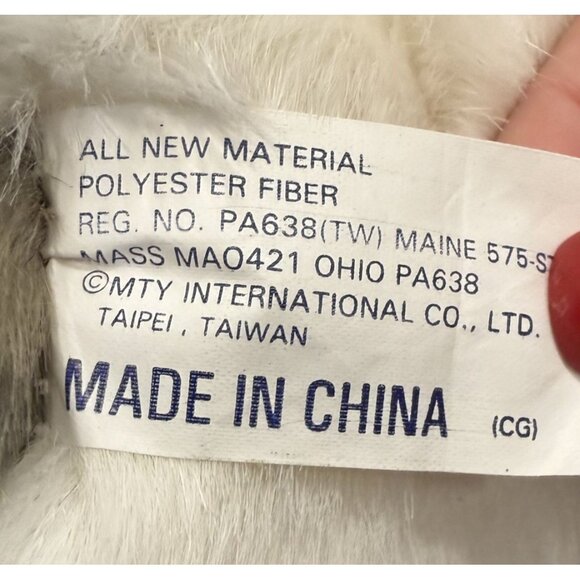 ALL NEW MATERIAL
POLYESTER FIBER
REG. NO. PA638(TW) MAINE 575-S
MASS MAO421 OHIO PA638
©MTY INTERNATIONAL CO., LTD.
TAIPEI, TAIWAN
MADE IN CHINA (CG)